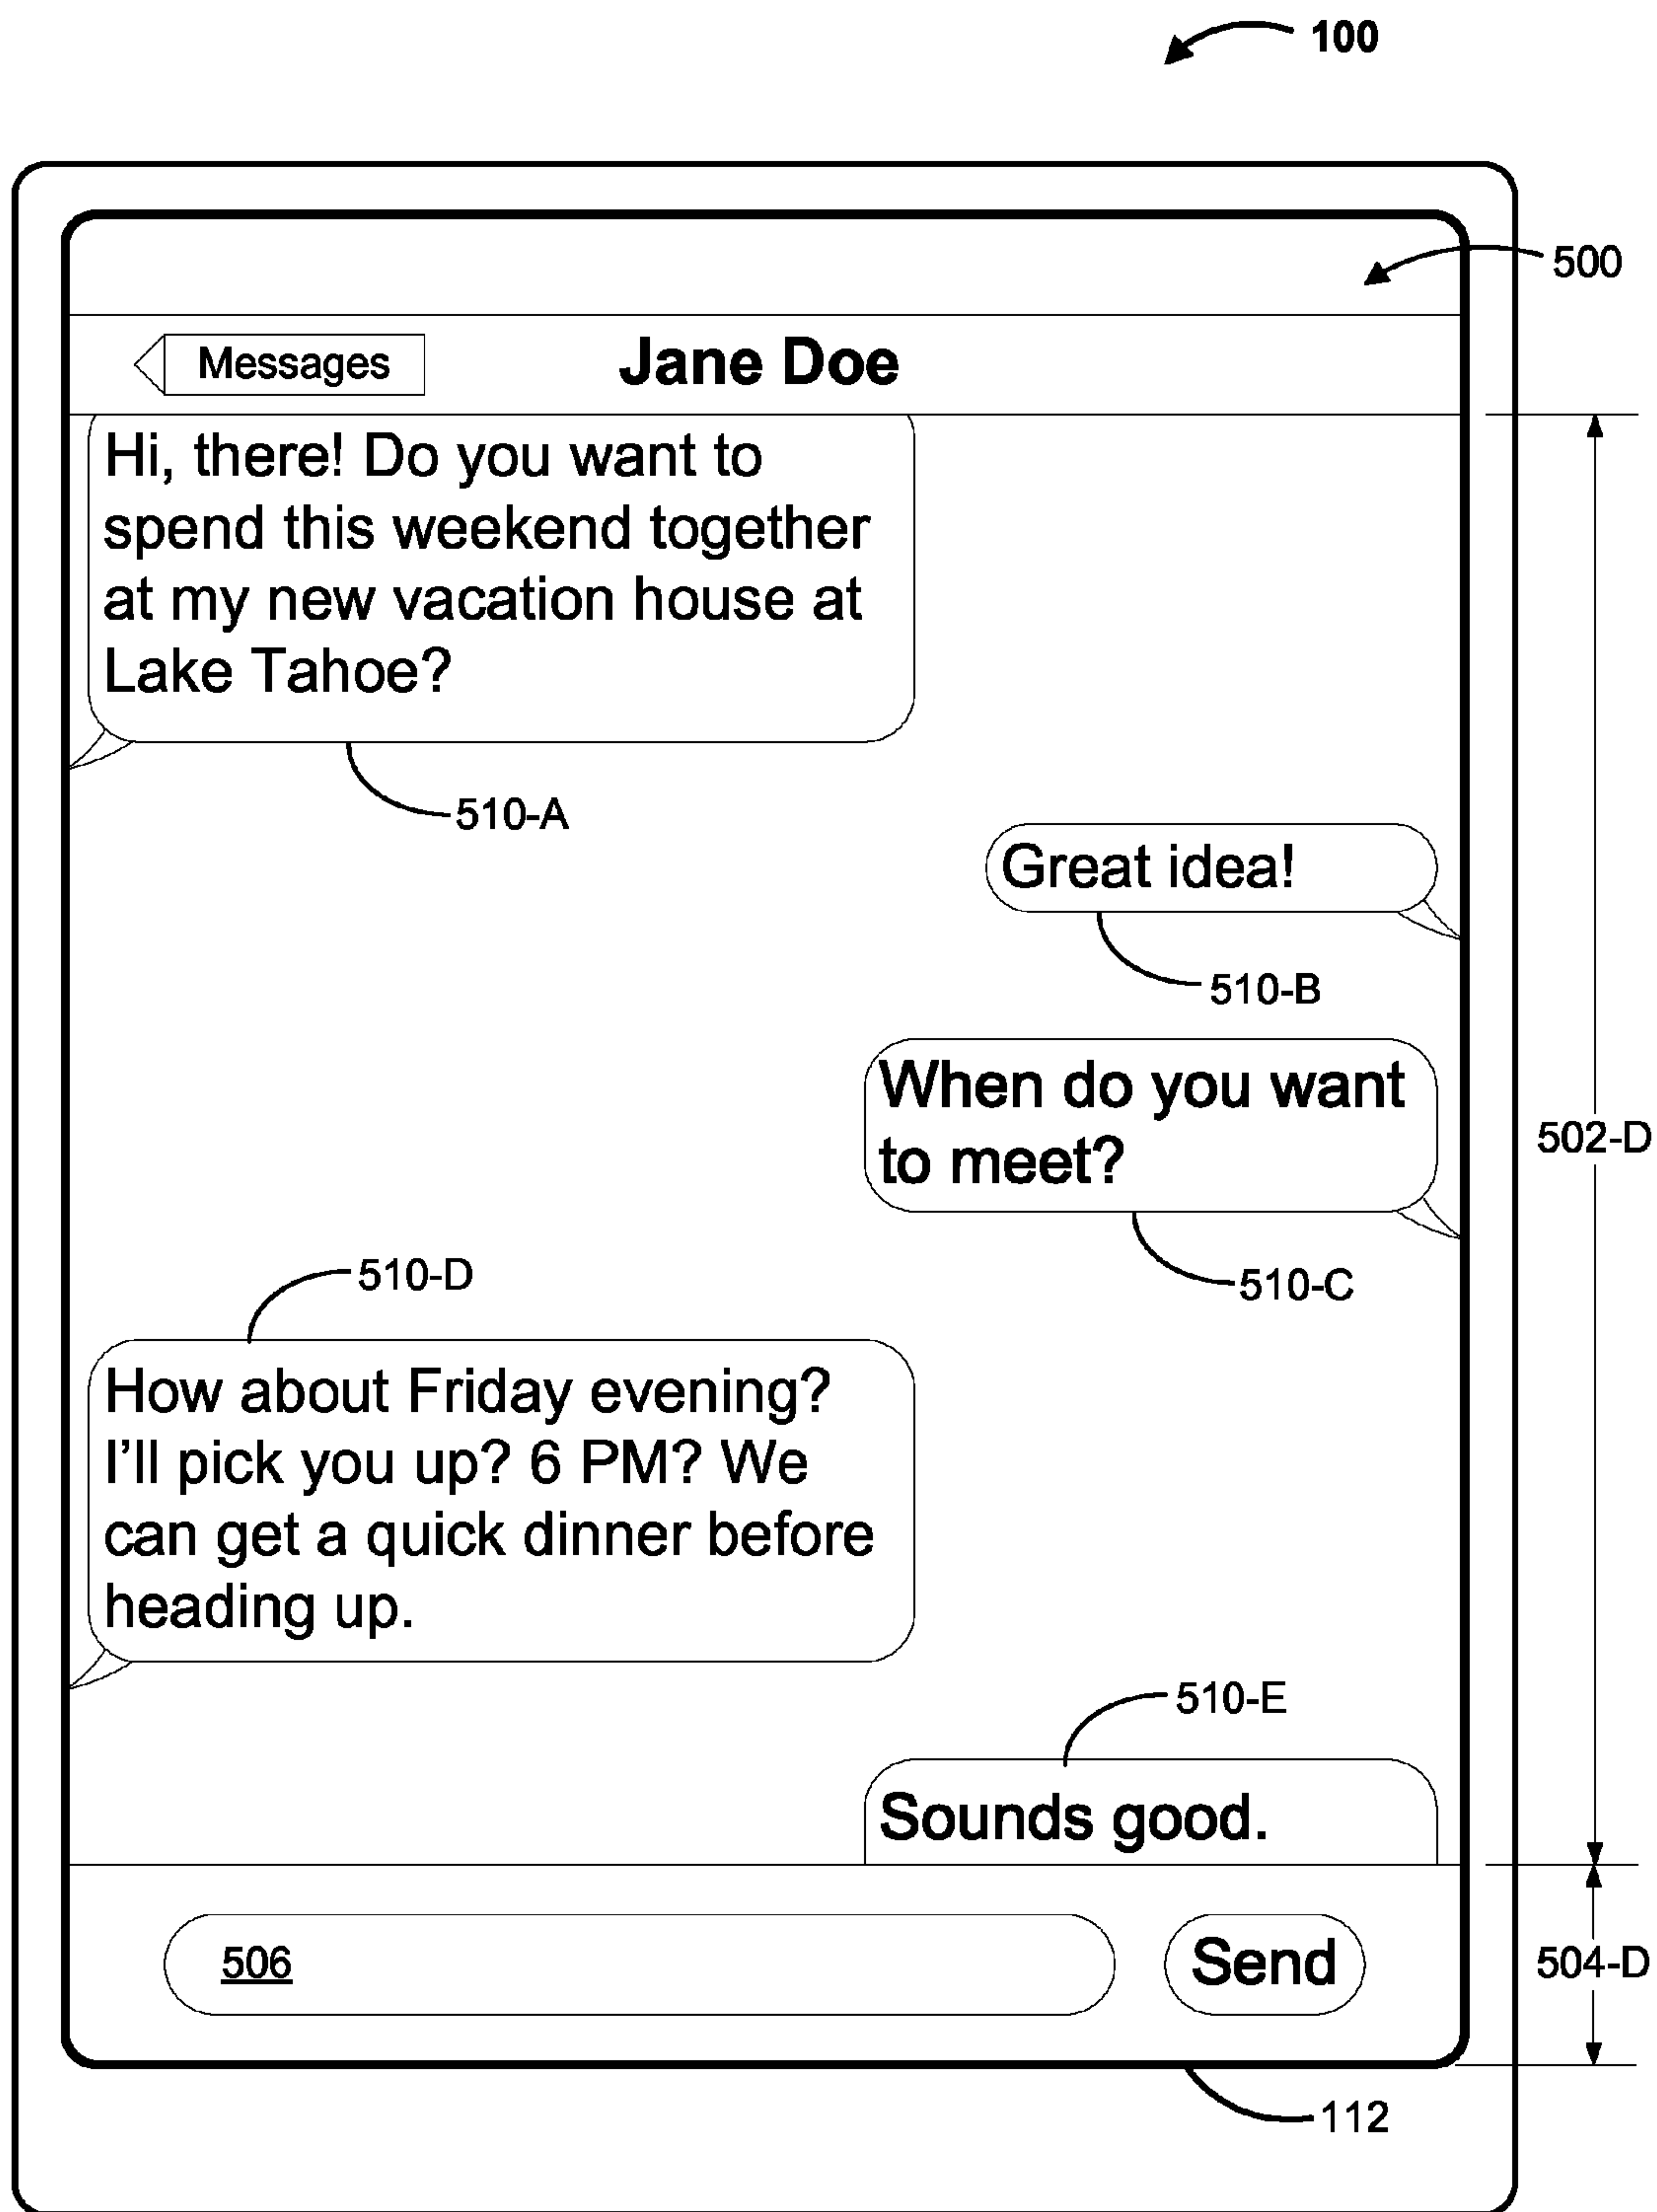 100
500
Messages
Jane Doe
Hi, there! Do you want to
spend this weekend together
at my new vacation house at
Lake Tahoe?
510-A
Great idea!
510-B
When do you want
to meet?
502-D
510-C
510-D
How about Friday evening?
I'll pick you up? 6 PM? We
can get a quick dinner before
heading up.
510-E
Sounds good.
506
Send
504-D
112